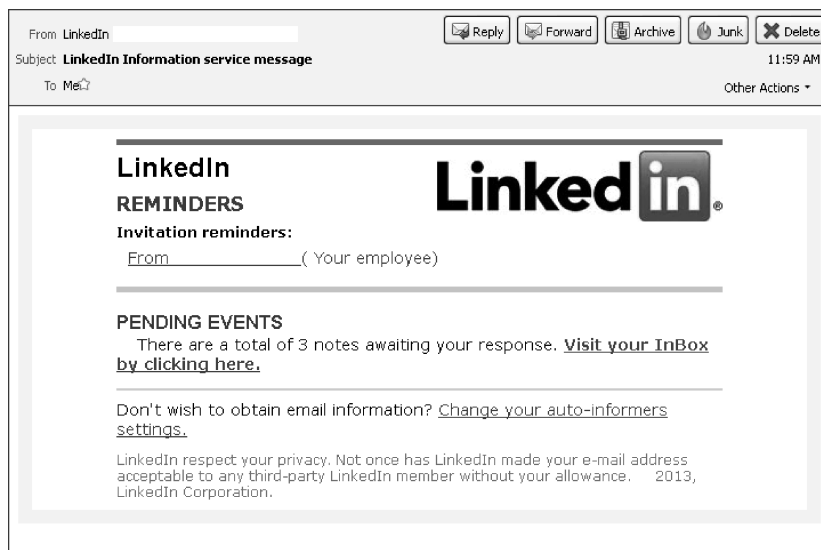 From LinkedIn
Reply Forward Archive Junk Delete
Subject LinkedIn Information service message
11:59 AM
To Me
Other Actions
LinkedIn
Linked in ®
REMINDERS
Invitation reminders:
From ( Your employee)
PENDING EVENTS
There are a total of 3 notes awaiting your response. Visit your InBox
by clicking here.
Don't wish to obtain email information? Change your auto-informers
settings.
LinkedIn respect your privacy. Not once has LinkedIn made your e-mail address
acceptable to any third-party LinkedIn member without your allowance. 2013,
LinkedIn Corporation.